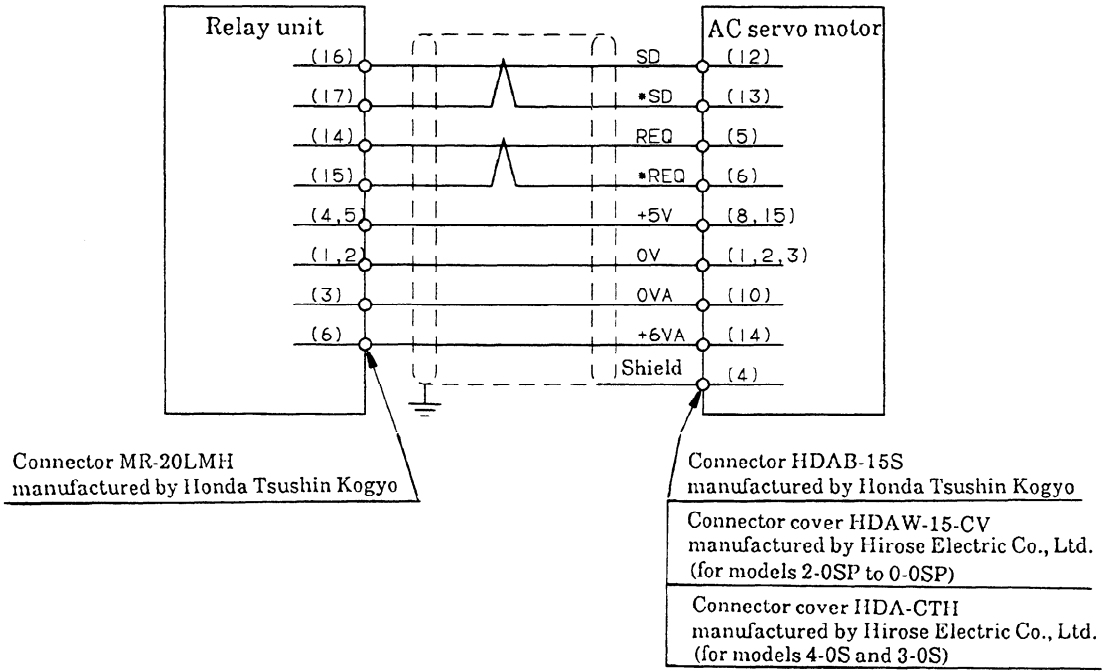 Relay unit
AC servo motor
(16) SD (12)
(17) *SD (13)
(14) REQ (5)
(15) *REQ (6)
(4,5) +5V (8,15)
(1,2) 0V (1,2,3)
(3) 0VA (10)
(6) +6VA (14)
Shield (4)
Connector MR-20LMH
manufactured by Honda Tsushin Kogyo
Connector HDAB-15S
manufactured by Honda Tsushin Kogyo
Connector cover HDAW-15-CV
manufactured by Hirose Electric Co., Ltd.
(for models 2-0SP to 0-0SP)
Connector cover HDA-CTH
manufactured by Hirose Electric Co., Ltd.
(for models 4-0S and 3-0S)